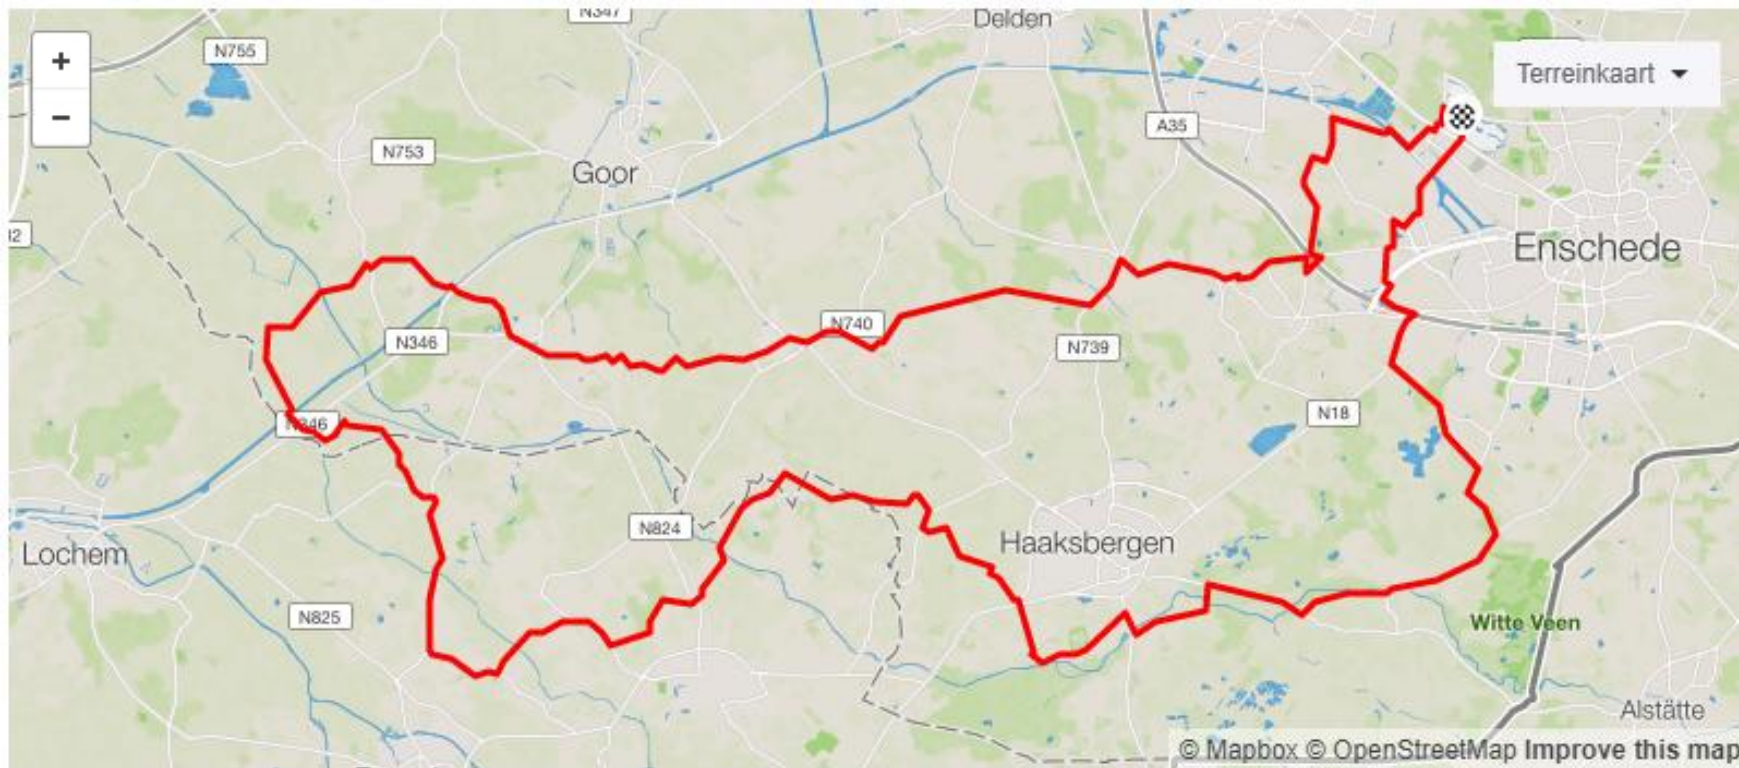 N347
Delden
N755
+
Terreinkaart
−
A35
N753
Goor
Enschede
N740
N346
N739
N18
N346
N824
Haaksbergen
Lochem
N825
Witte Veen
Alstätte
© Mapbox © OpenStreetMap Improve this map